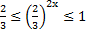 2/3 ≤ (2/3)^{2x} ≤ 1